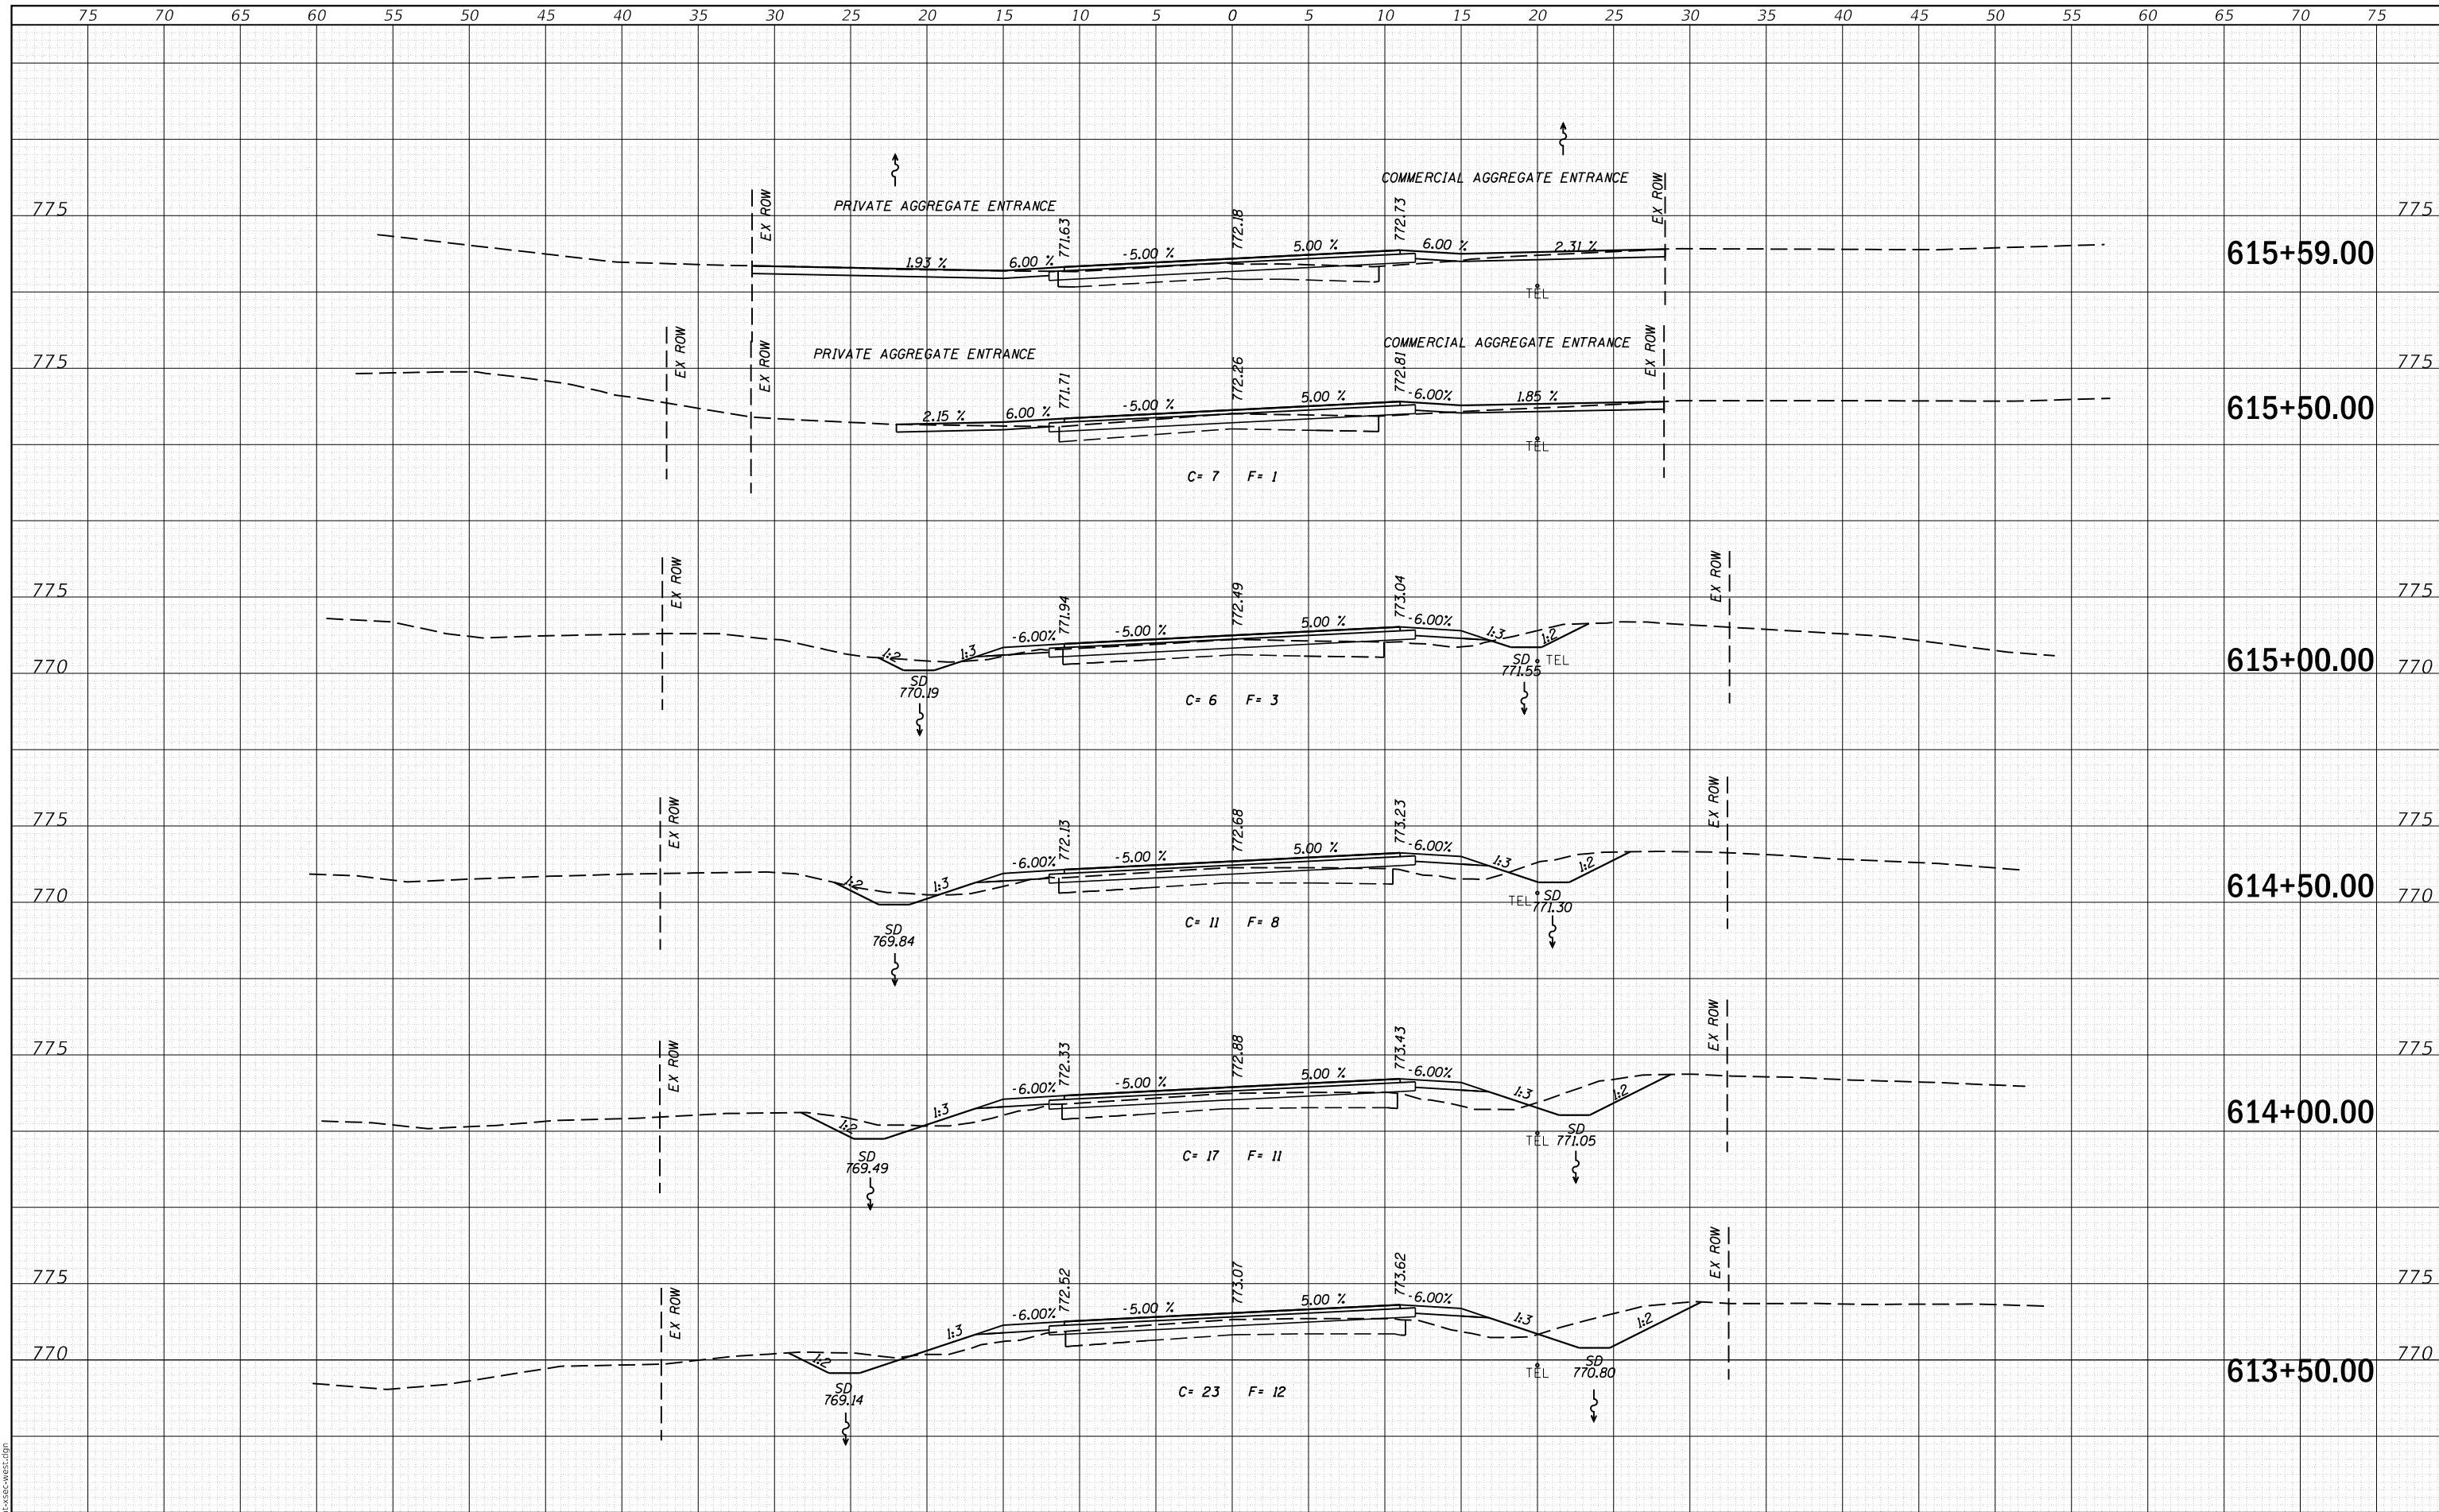 75 70 65 60 55 50 45 40 35 30 25 20 15 10 5 0 5 10 15 20 25 30 35 40 45 50 55 60 65 70 75
COMMERCIAL AGGREGATE ENTRANCE
PRIVATE AGGREGATE ENTRANCE
EX ROW
EX ROW
775
775
771.63
772.18
772.73
1.93 %
6.00 %
-5.00 %
5.00 %
6.00 %
2.31 %
615+59.00
TEL
COMMERCIAL AGGREGATE ENTRANCE
PRIVATE AGGREGATE ENTRANCE
EX ROW
EX ROW
EX ROW
775
775
771.71
772.26
772.81
2.15 %
6.00 %
-5.00 %
5.00 %
-6.00%
1.85 %
615+50.00
TEL
C= 7 F= 1
EX ROW
EX ROW
775
775
771.94
772.49
773.04
1:2
1:3
-6.00%
-5.00 %
5.00 %
-6.00%
1:3
1:2
770
615+00.00
770
SD
770.19
SD
771.55
TEL
C= 6 F= 3
EX ROW
EX ROW
775
775
772.13
772.68
773.23
1:2
1:3
-6.00%
-5.00 %
5.00 %
-6.00%
1:3
1:2
770
614+50.00
770
SD
769.84
TEL
SD
771.30
C= 11 F= 8
EX ROW
EX ROW
775
775
772.33
772.88
773.43
1:2
1:3
-6.00%
-5.00 %
5.00 %
-6.00%
1:3
1:2
614+00.00
SD
769.49
TEL
SD
771.05
C= 17 F= 11
EX ROW
EX ROW
775
775
772.52
773.07
773.62
1:2
1:3
-6.00%
-5.00 %
5.00 %
-6.00%
1:3
1:2
770
613+50.00
770
SD
769.14
TEL
SD
770.80
C= 23 F= 12
t-xsec-west.dgn